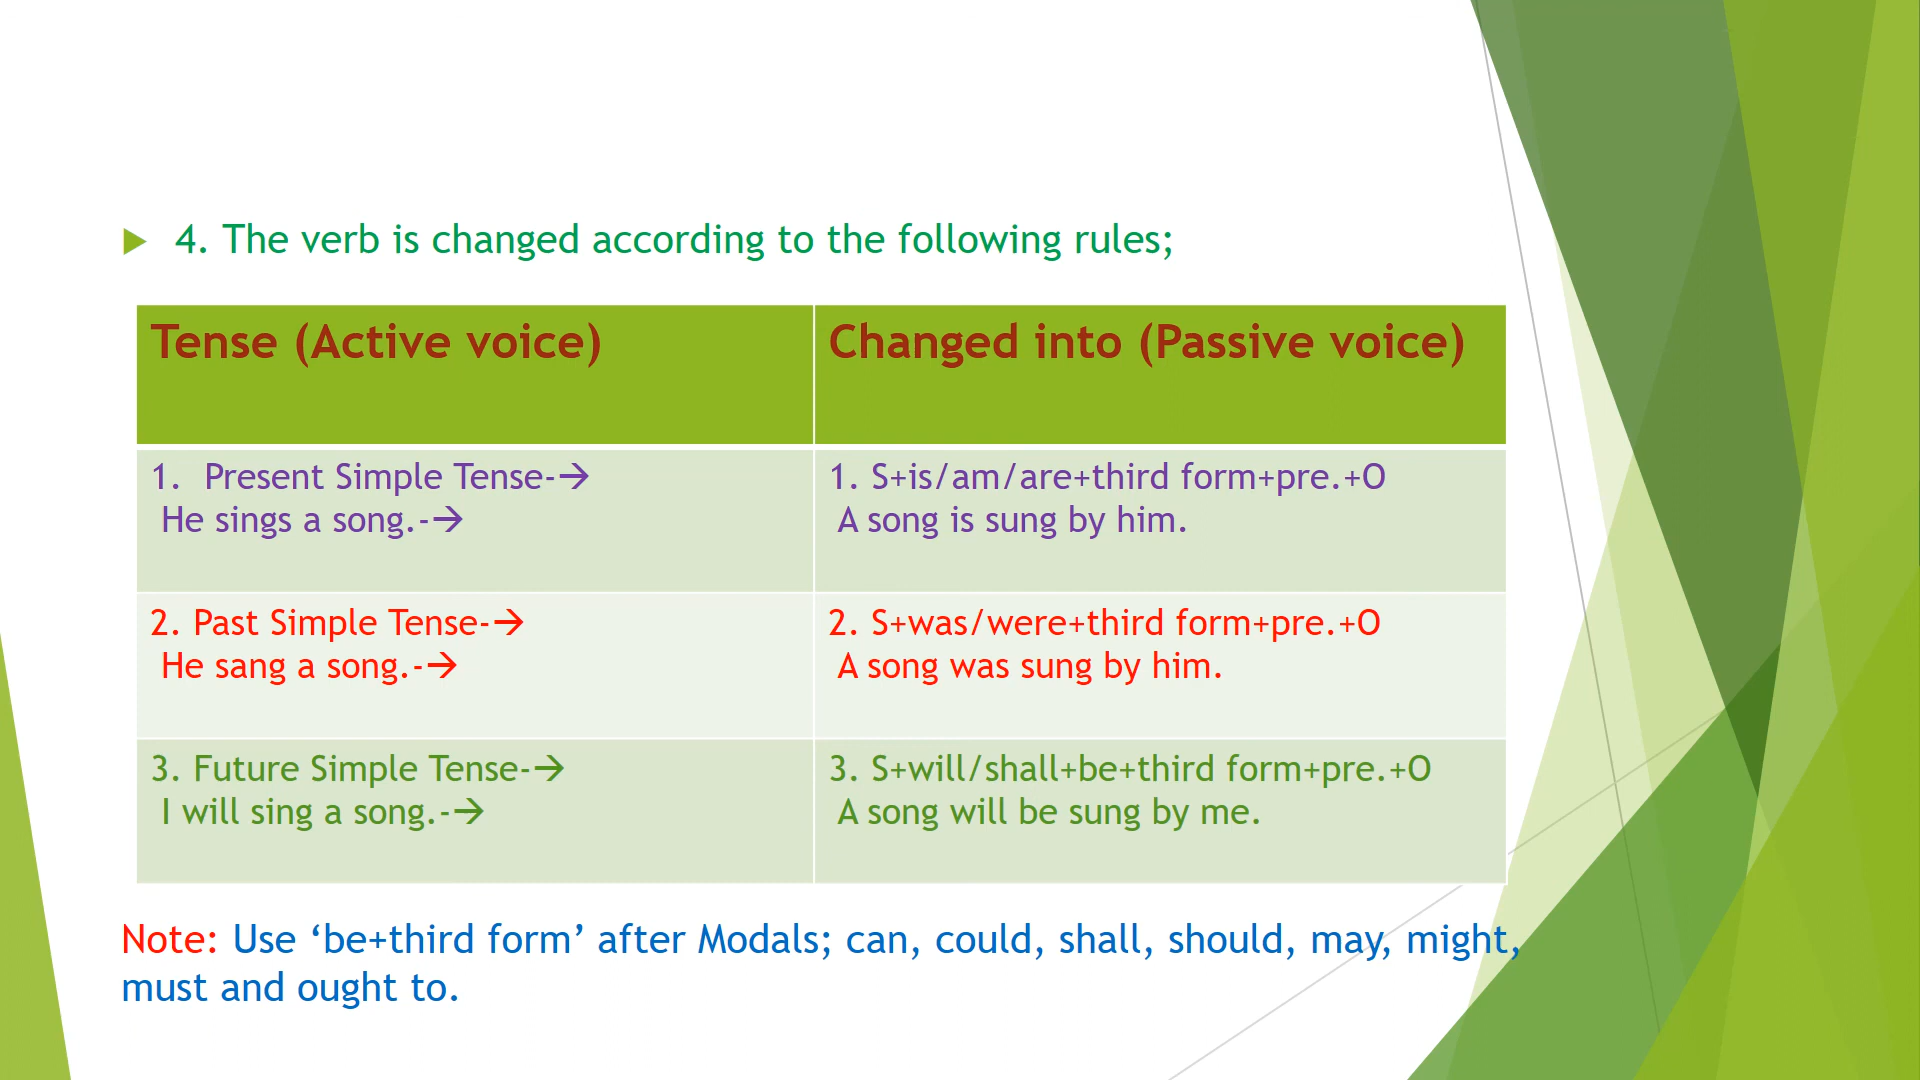 4. The verb is changed according to the following rules;
Tense (Active voice)
Changed into (Passive voice)
1. Present Simple Tense-→
He sings a song.-→
1. S+is/am/are+third form+pre.+O
A song is sung by him.
2. Past Simple Tense-→
He sang a song.-→
2. S+was/were+third form+pre.+O
A song was sung by him.
3. Future Simple Tense-→
I will sing a song.-→
3. S+will/shall+be+third form+pre.+O
A song will be sung by me.
Note: Use ‘be+third form’ after Modals; can, could, shall, should, may, might,
must and ought to.